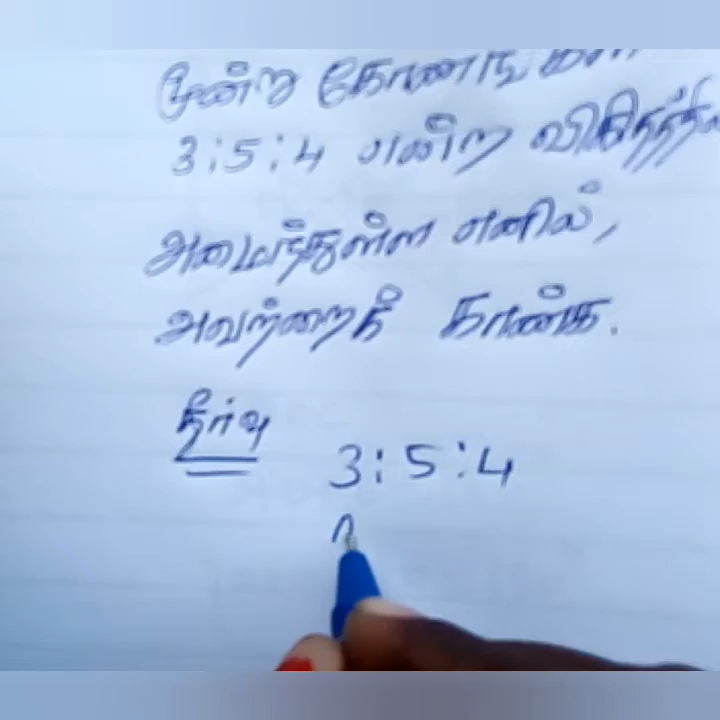 மூன்று கோணங்கள்
3:5:4 என்ற விகிதத்தில்
அமைந்துள்ள எனில்,
அவற்றைக் காண்க.
தீர்வு
3:5:4